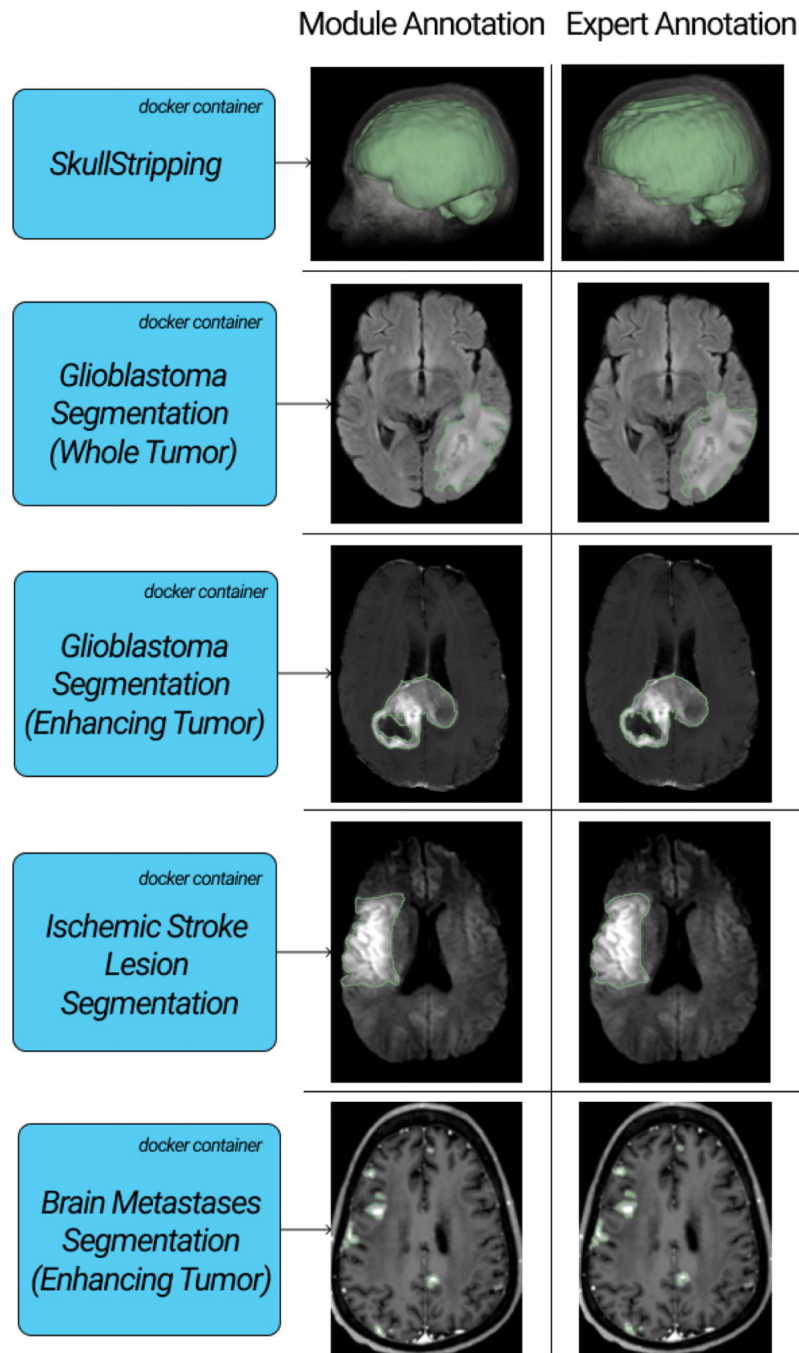 Module Annotation
Expert Annotation
docker container
SkullStripping
docker container
Glioblastoma
Segmentation
(Whole Tumor)
docker container
Glioblastoma
Segmentation
(Enhancing Tumor)
docker container
Ischemic Stroke
Lesion
Segmentation
docker container
Brain Metastases
Segmentation
(Enhancing Tumor)